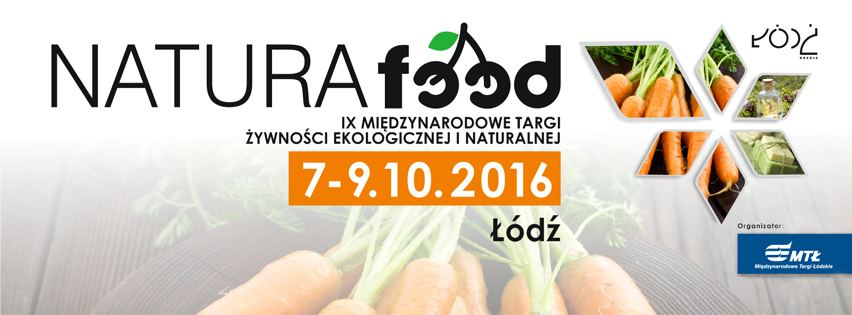 NATURA food
IX MIĘDZYNARODOWE TARGI
ŻYWNOŚCI EKOLOGICZNEJ I NATURALNEJ
7-9.10.2016
Łódź
ŁÓDŹ
KREUJE
Organizator:
MTŁ
Międzynarodowe Targi Łódzkie